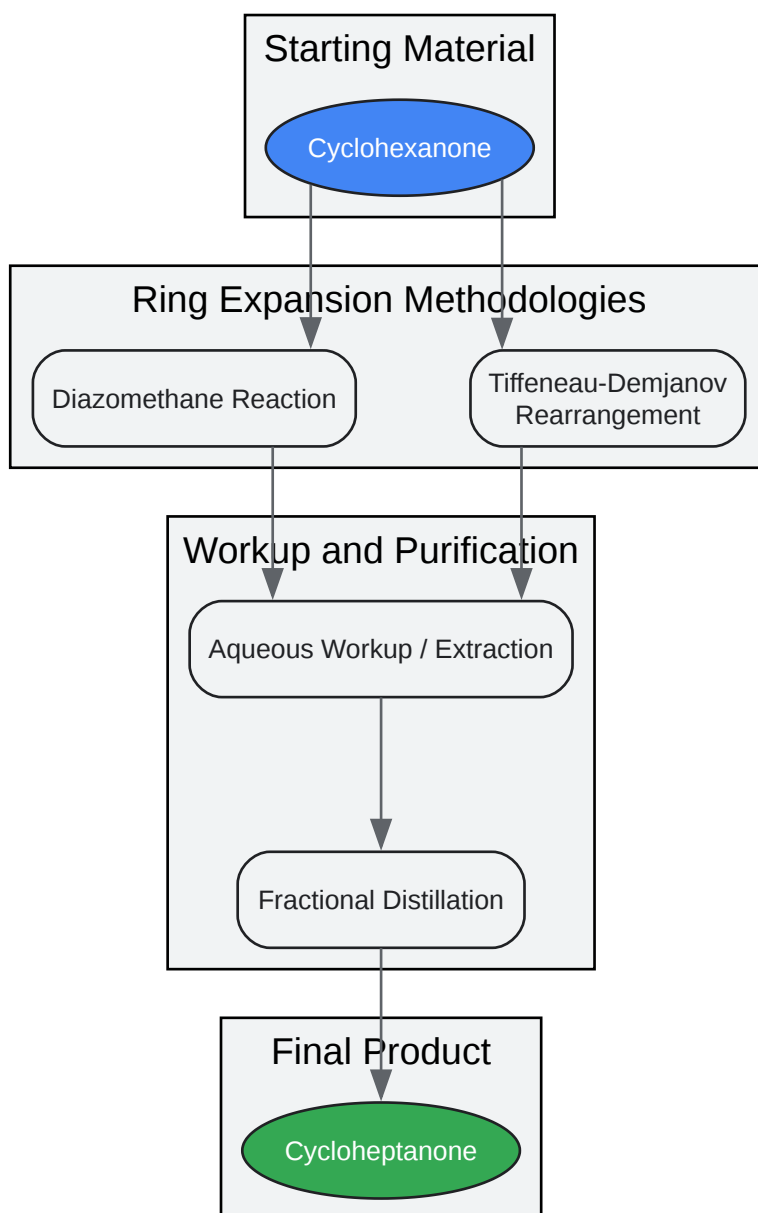 Starting Material
Cyclohexanone
Ring Expansion Methodologies
Diazomethane Reaction
Tiffeneau-Demjanov
Rearrangement
Workup and Purification
Aqueous Workup / Extraction
Fractional Distillation
Final Product
Cycloheptanone